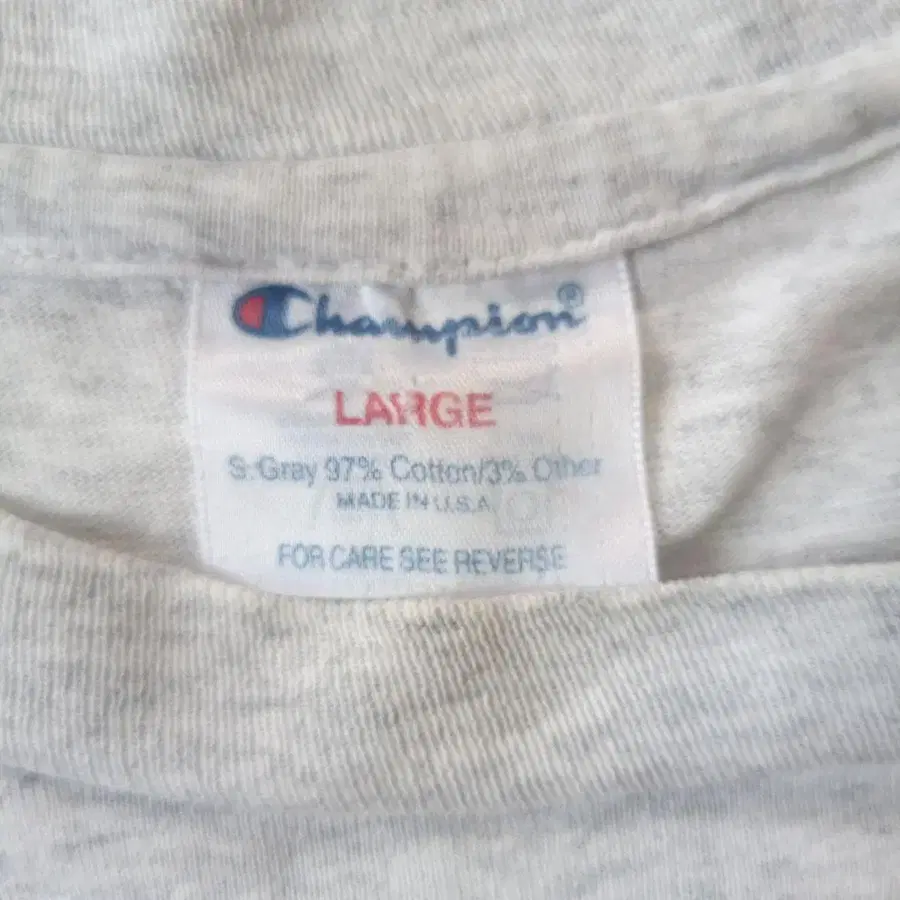 Champion®
LARGE
S. Gray 97% Cotton/3% Other
MADE IN U.S.A.
FOR CARE SEE REVERSE